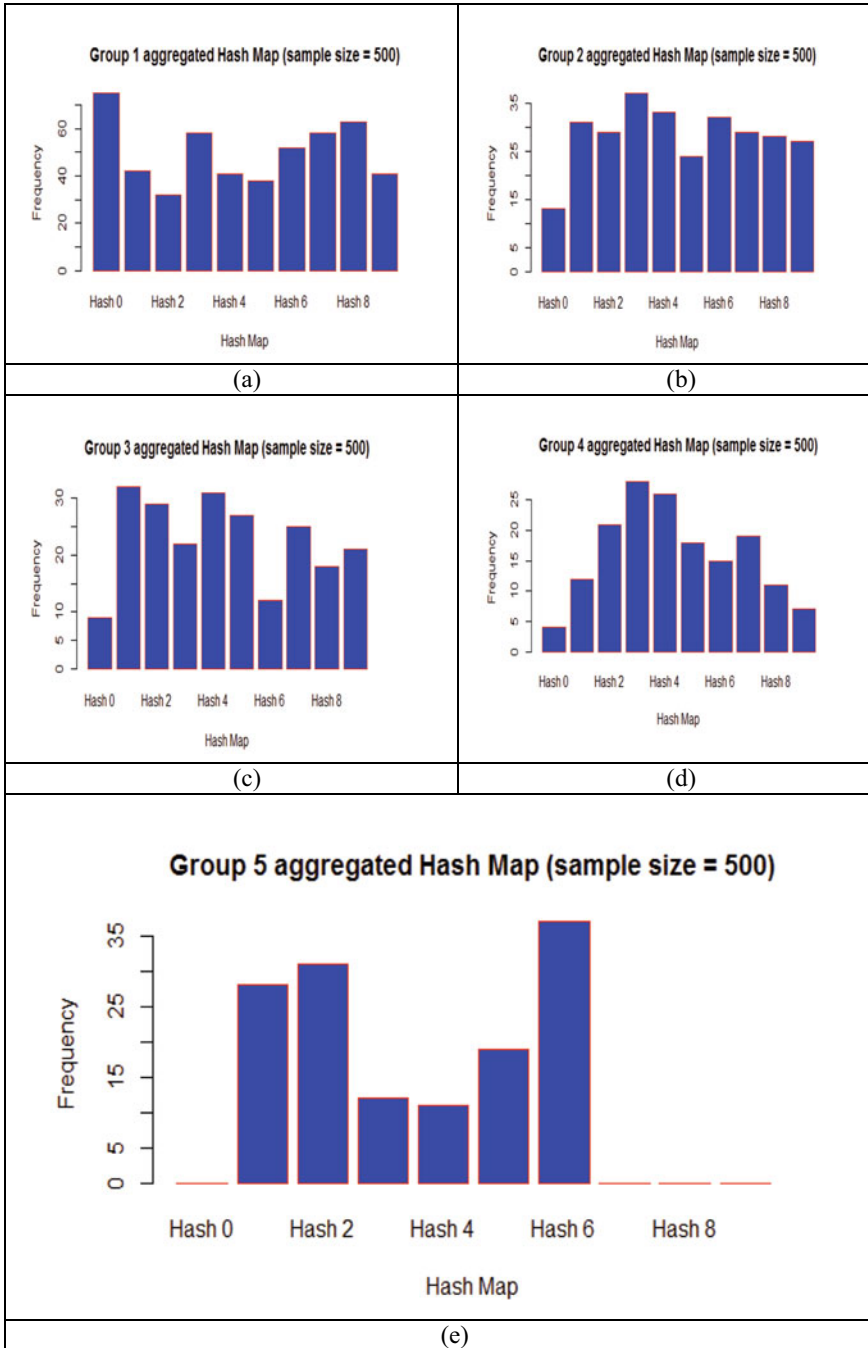 Group 1 aggregated Hash Map (sample size = 500)
Frequency
60
40
20
0
Hash 0 Hash 2 Hash 4 Hash 6 Hash 8
Hash Map
(a)
Group 2 aggregated Hash Map (sample size = 500)
Frequency
35
25
15
5
0
Hash 0 Hash 2 Hash 4 Hash 6 Hash 8
Hash Map
(b)
Group 3 aggregated Hash Map (sample size = 500)
Frequency
30
20
10
5
0
Hash 0 Hash 2 Hash 4 Hash 6 Hash 8
Hash Map
(c)
Group 4 aggregated Hash Map (sample size = 500)
Frequency
25
20
15
10
5
0
Hash 0 Hash 2 Hash 4 Hash 6 Hash 8
Hash Map
(d)
Group 5 aggregated Hash Map (sample size = 500)
Frequency
35
25
15
5
0
Hash 0 Hash 2 Hash 4 Hash 6 Hash 8
Hash Map
(e)